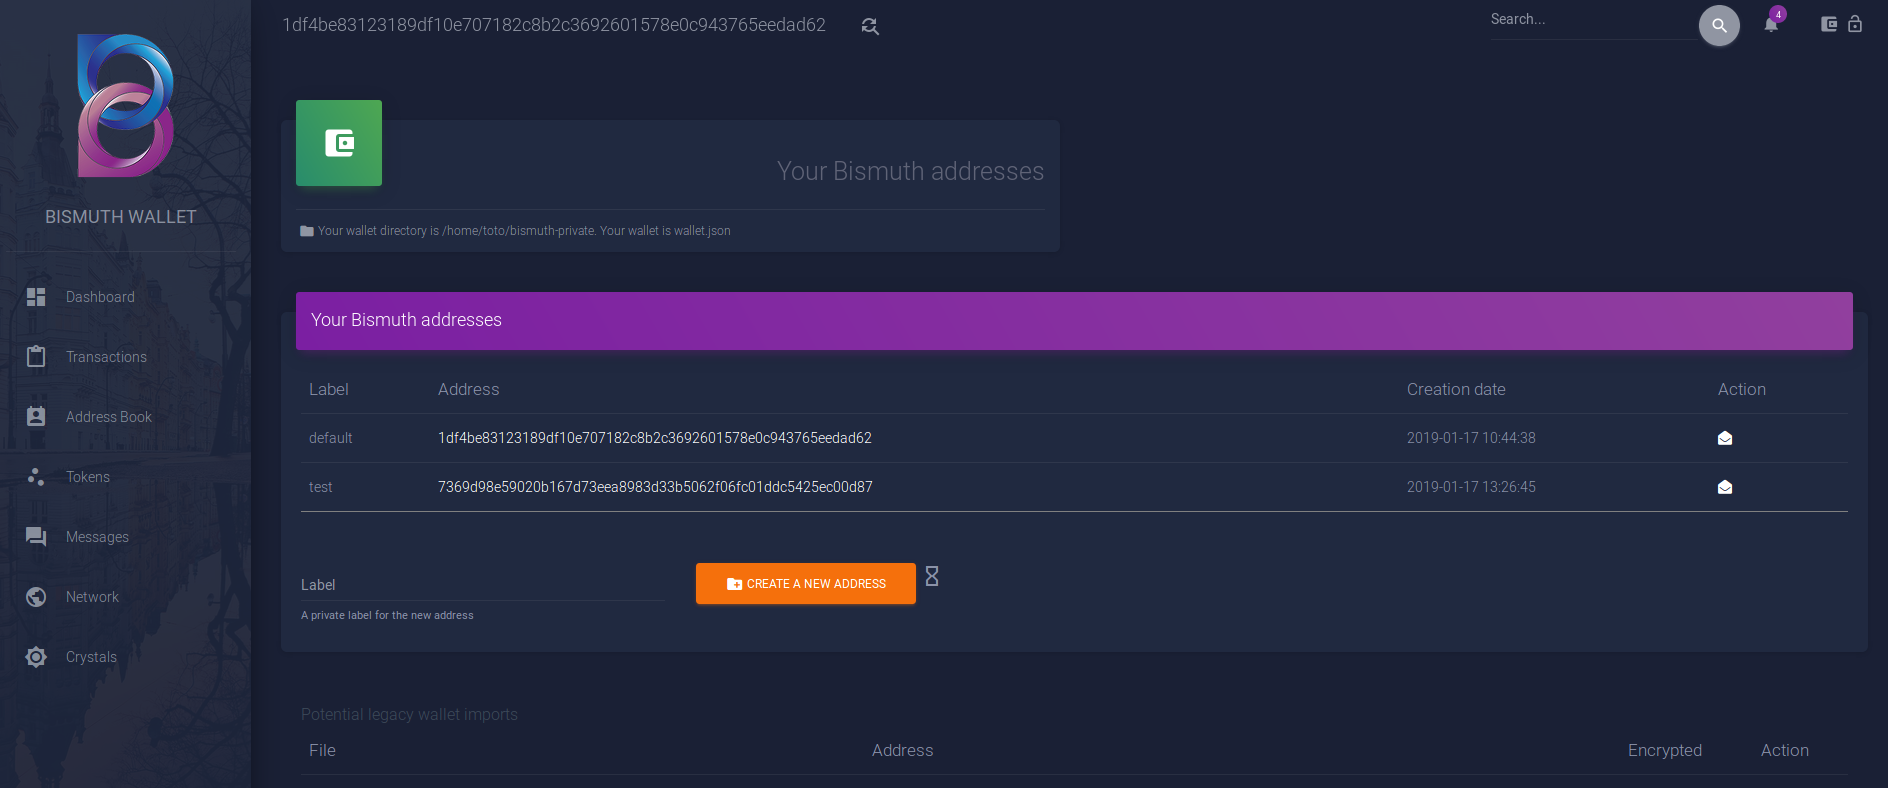 1df4be83123189df10e707182c8b2c3692601578e0c943765eedad62
Search...
4
BISMUTH WALLET
Dashboard
Transactions
Address Book
Tokens
Messages
Network
Crystals
Your Bismuth addresses
Your wallet directory is /home/toto/bismuth-private. Your wallet is wallet.json
Your Bismuth addresses
Label Address Creation date Action
default 1df4be83123189df10e707182c8b2c3692601578e0c943765eedad62 2019-01-17 10:44:38
test 7369d98e59020b167d73eea8983d33b5062f06fc01ddc5425ec00d87 2019-01-17 13:26:45
Label
CREATE A NEW ADDRESS
A private label for the new address
Potential legacy wallet imports
File Address Encrypted Action